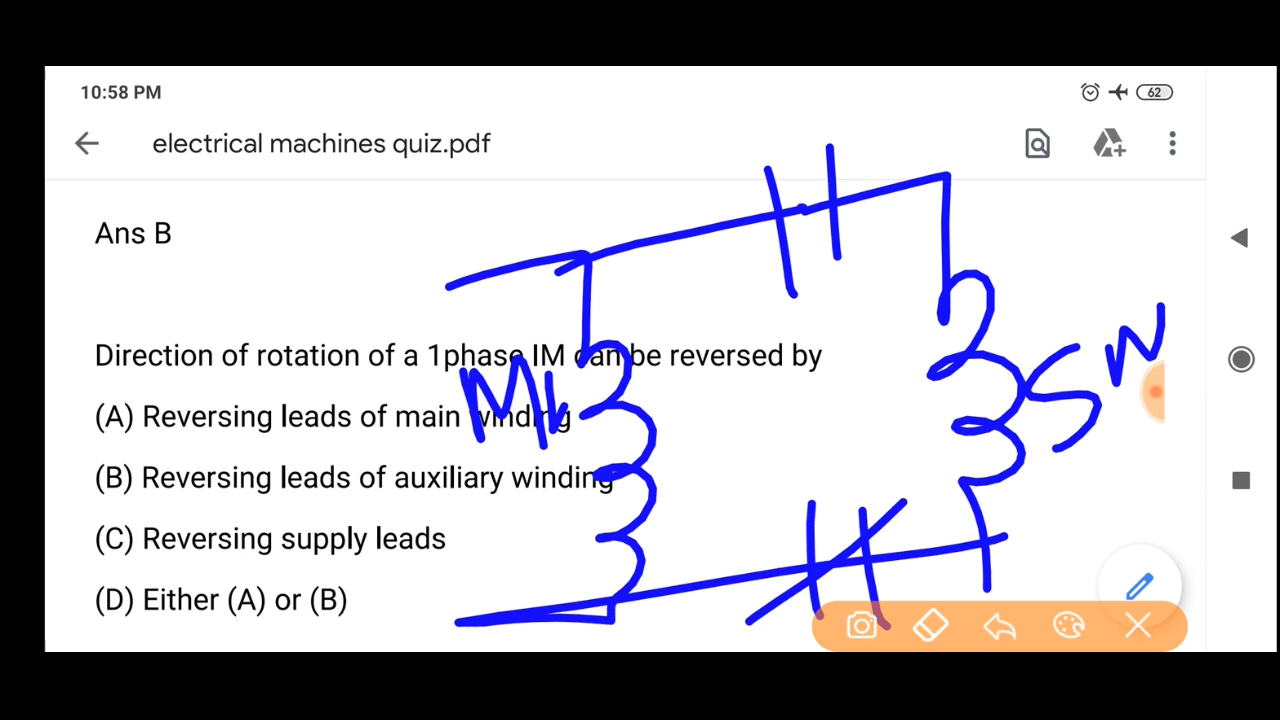 10:58 PM
62
electrical machines quiz.pdf
Ans B
Direction of rotation of a 1phase IM can be reversed by
(A) Reversing leads of main winding
(B) Reversing leads of auxiliary winding
(C) Reversing supply leads
(D) Either (A) or (B)
SW